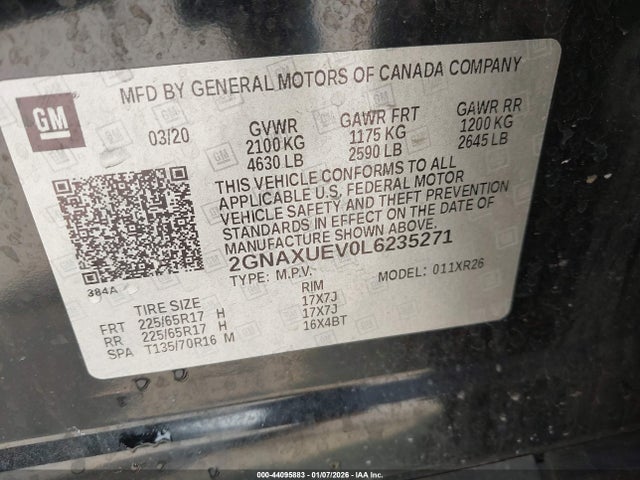 GM
MFD BY GENERAL MOTORS OF CANADA COMPANY
03/20 GVWR GAWR FRT GAWR RR
2100 KG 1175 KG 1200 KG
4630 LB 2590 LB 2645 LB
THIS VEHICLE CONFORMS TO ALL
APPLICABLE U.S. FEDERAL MOTOR
VEHICLE SAFETY AND THEFT PREVENTION
STANDARDS IN EFFECT ON THE DATE OF
MANUFACTURE SHOWN ABOVE.
2GNAXUEV0L6235271
TYPE: M.P.V. MODEL: 011XR26
384A
TIRE SIZE RIM
FRT 225/65R17 H 17X7J
RR 225/65R17 H 17X7J
SPA T135/70R16 M 16X4BT
000-44095883 | 01/07/2026 | IAA Inc.